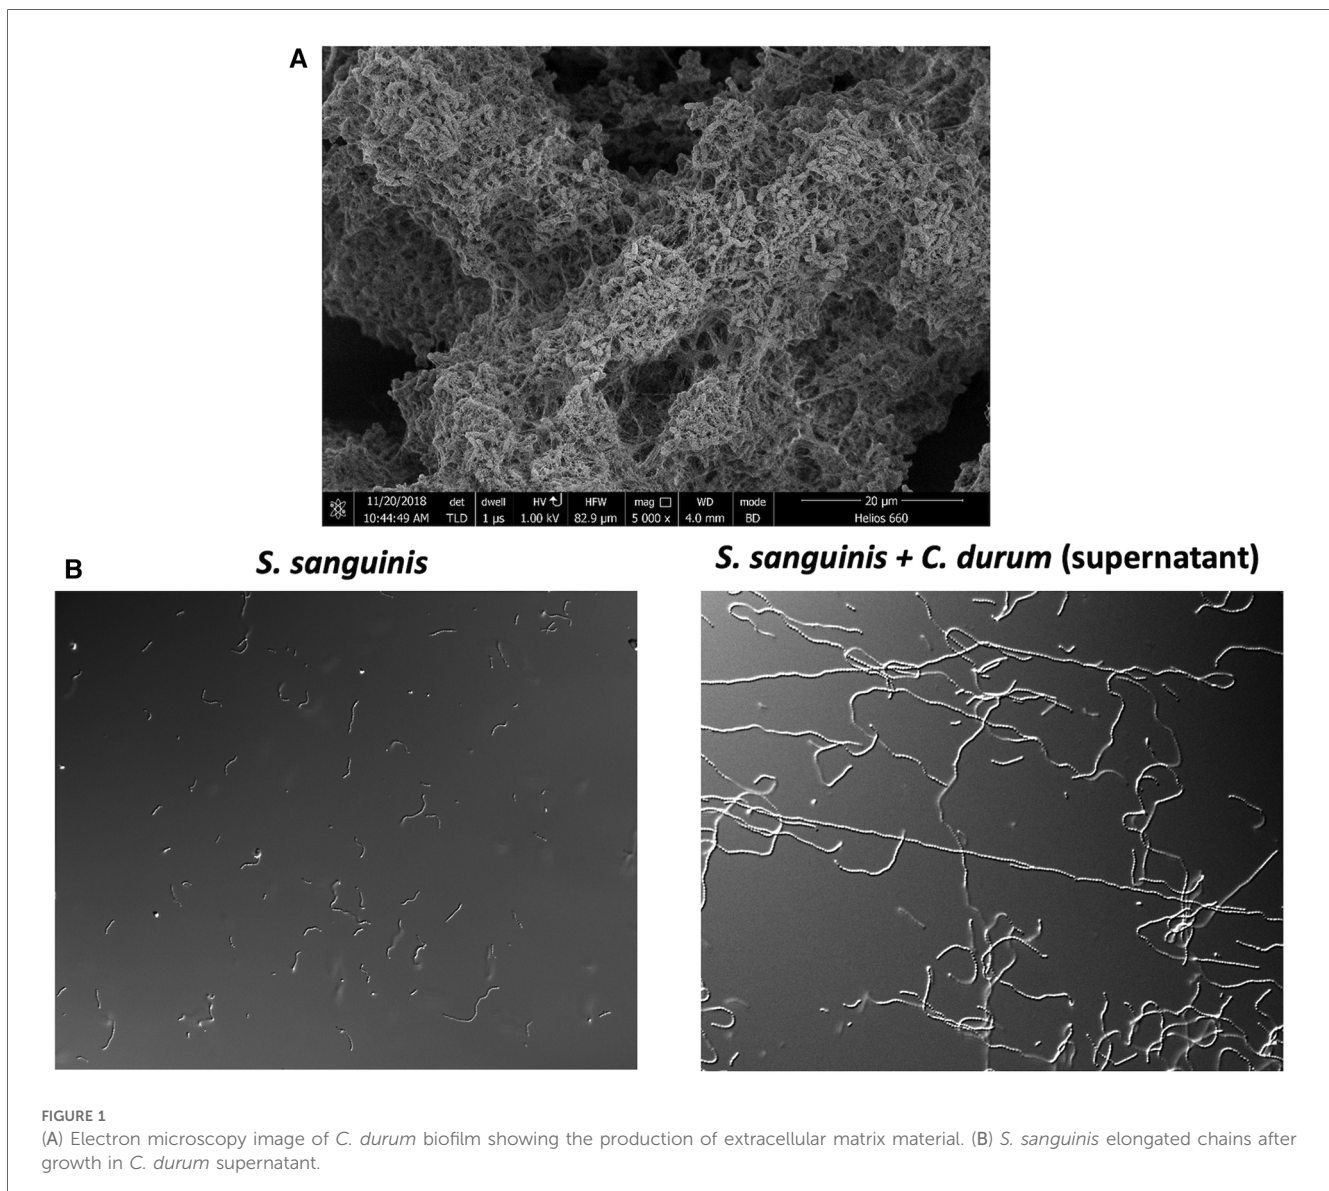 A
11/20/2018 det dwell HV HFW mag WD mode 20 µm
10:44:49 AM TLD 1 µs 1.00 kV 82.9 µm 5 000 x 4.0 mm BD Helios 660
B
S. sanguinis
S. sanguinis + C. durum (supernatant)
FIGURE 1
(A) Electron microscopy image of C. durum biofilm showing the production of extracellular matrix material. (B) S. sanguinis elongated chains after
growth in C. durum supernatant.